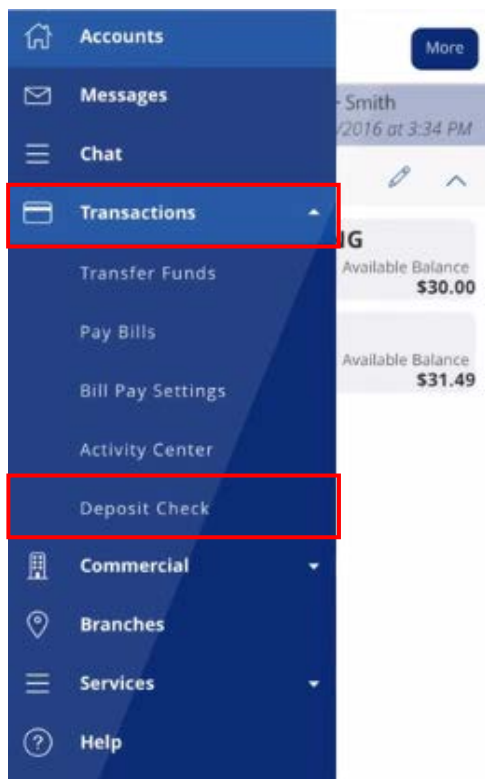 Accounts
More
Messages
Smith
/2016 at 3:34 PM
Chat
Transactions
Transfer Funds
Available Balance
$30.00
Pay Bills
Available Balance
$31.49
Bill Pay Settings
Activity Center
Deposit Check
Commercial
Branches
Services
Help